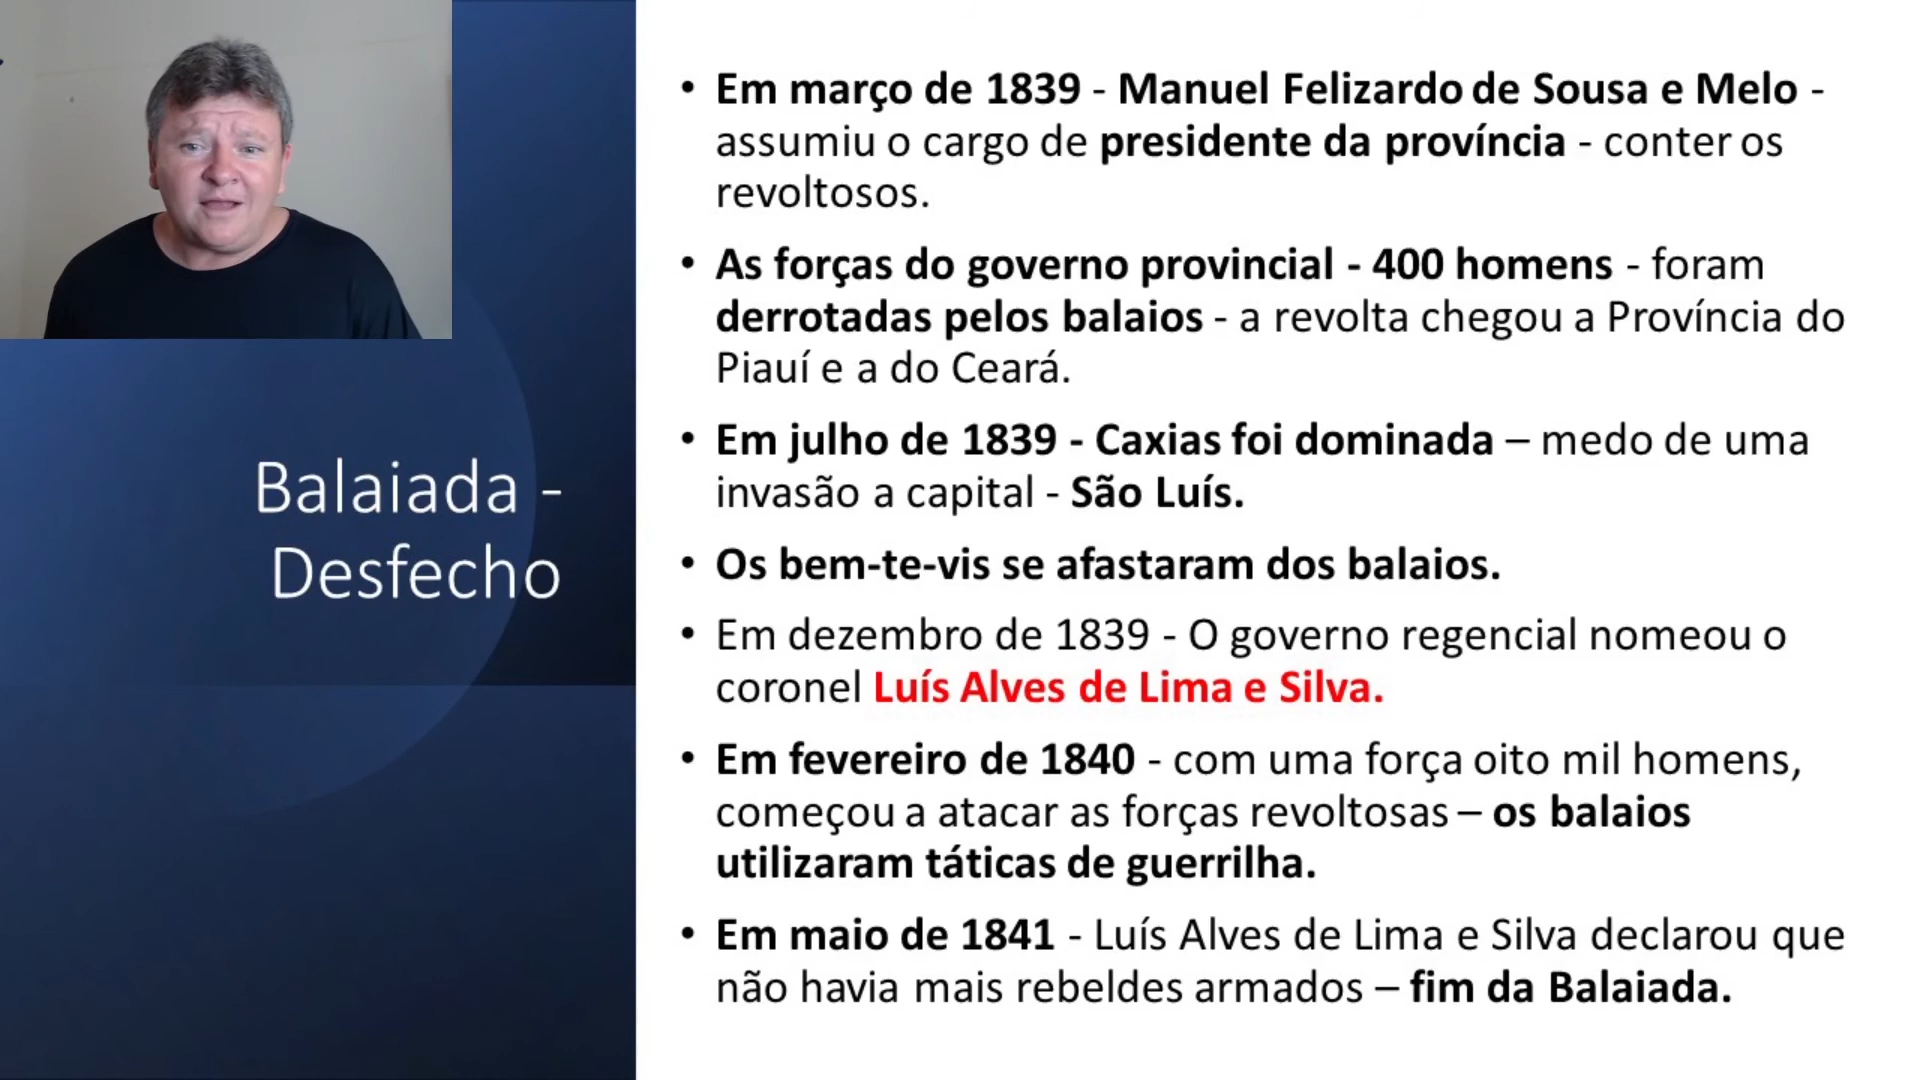 Balaiada -
Desfecho
• Em março de 1839 - Manuel Felizardo de Sousa e Melo -
assumiu o cargo de presidente da província - conter os
revoltosos.
• As forças do governo provincial - 400 homens - foram
derrotadas pelos balaios - a revolta chegou a Província do
Piauí e a do Ceará.
• Em julho de 1839 - Caxias foi dominada – medo de uma
invasão a capital - São Luís.
• Os bem-te-vis se afastaram dos balaios.
• Em dezembro de 1839 - O governo regencial nomeou o
coronel Luís Alves de Lima e Silva.
• Em fevereiro de 1840 - com uma força oito mil homens,
começou a atacar as forças revoltosas – os balaios
utilizaram táticas de guerrilha.
• Em maio de 1841 - Luís Alves de Lima e Silva declarou que
não havia mais rebeldes armados – fim da Balaiada.